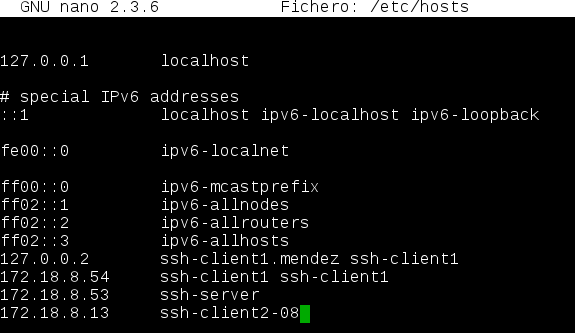 GNU nano 2.3.6 Fichero: /etc/hosts
127.0.0.1 localhost
# special IPv6 addresses
::1 localhost ipv6-localhost ipv6-loopback
fe00::0 ipv6-localnet
ff00::0 ipv6-mcastprefix
ff02::1 ipv6-allnodes
ff02::2 ipv6-allrouters
ff02::3 ipv6-allhosts
127.0.0.2 ssh-client1.mendez ssh-client1
172.18.8.54 ssh-client1 ssh-client1
172.18.8.53 ssh-server
172.18.8.13 ssh-client2-08